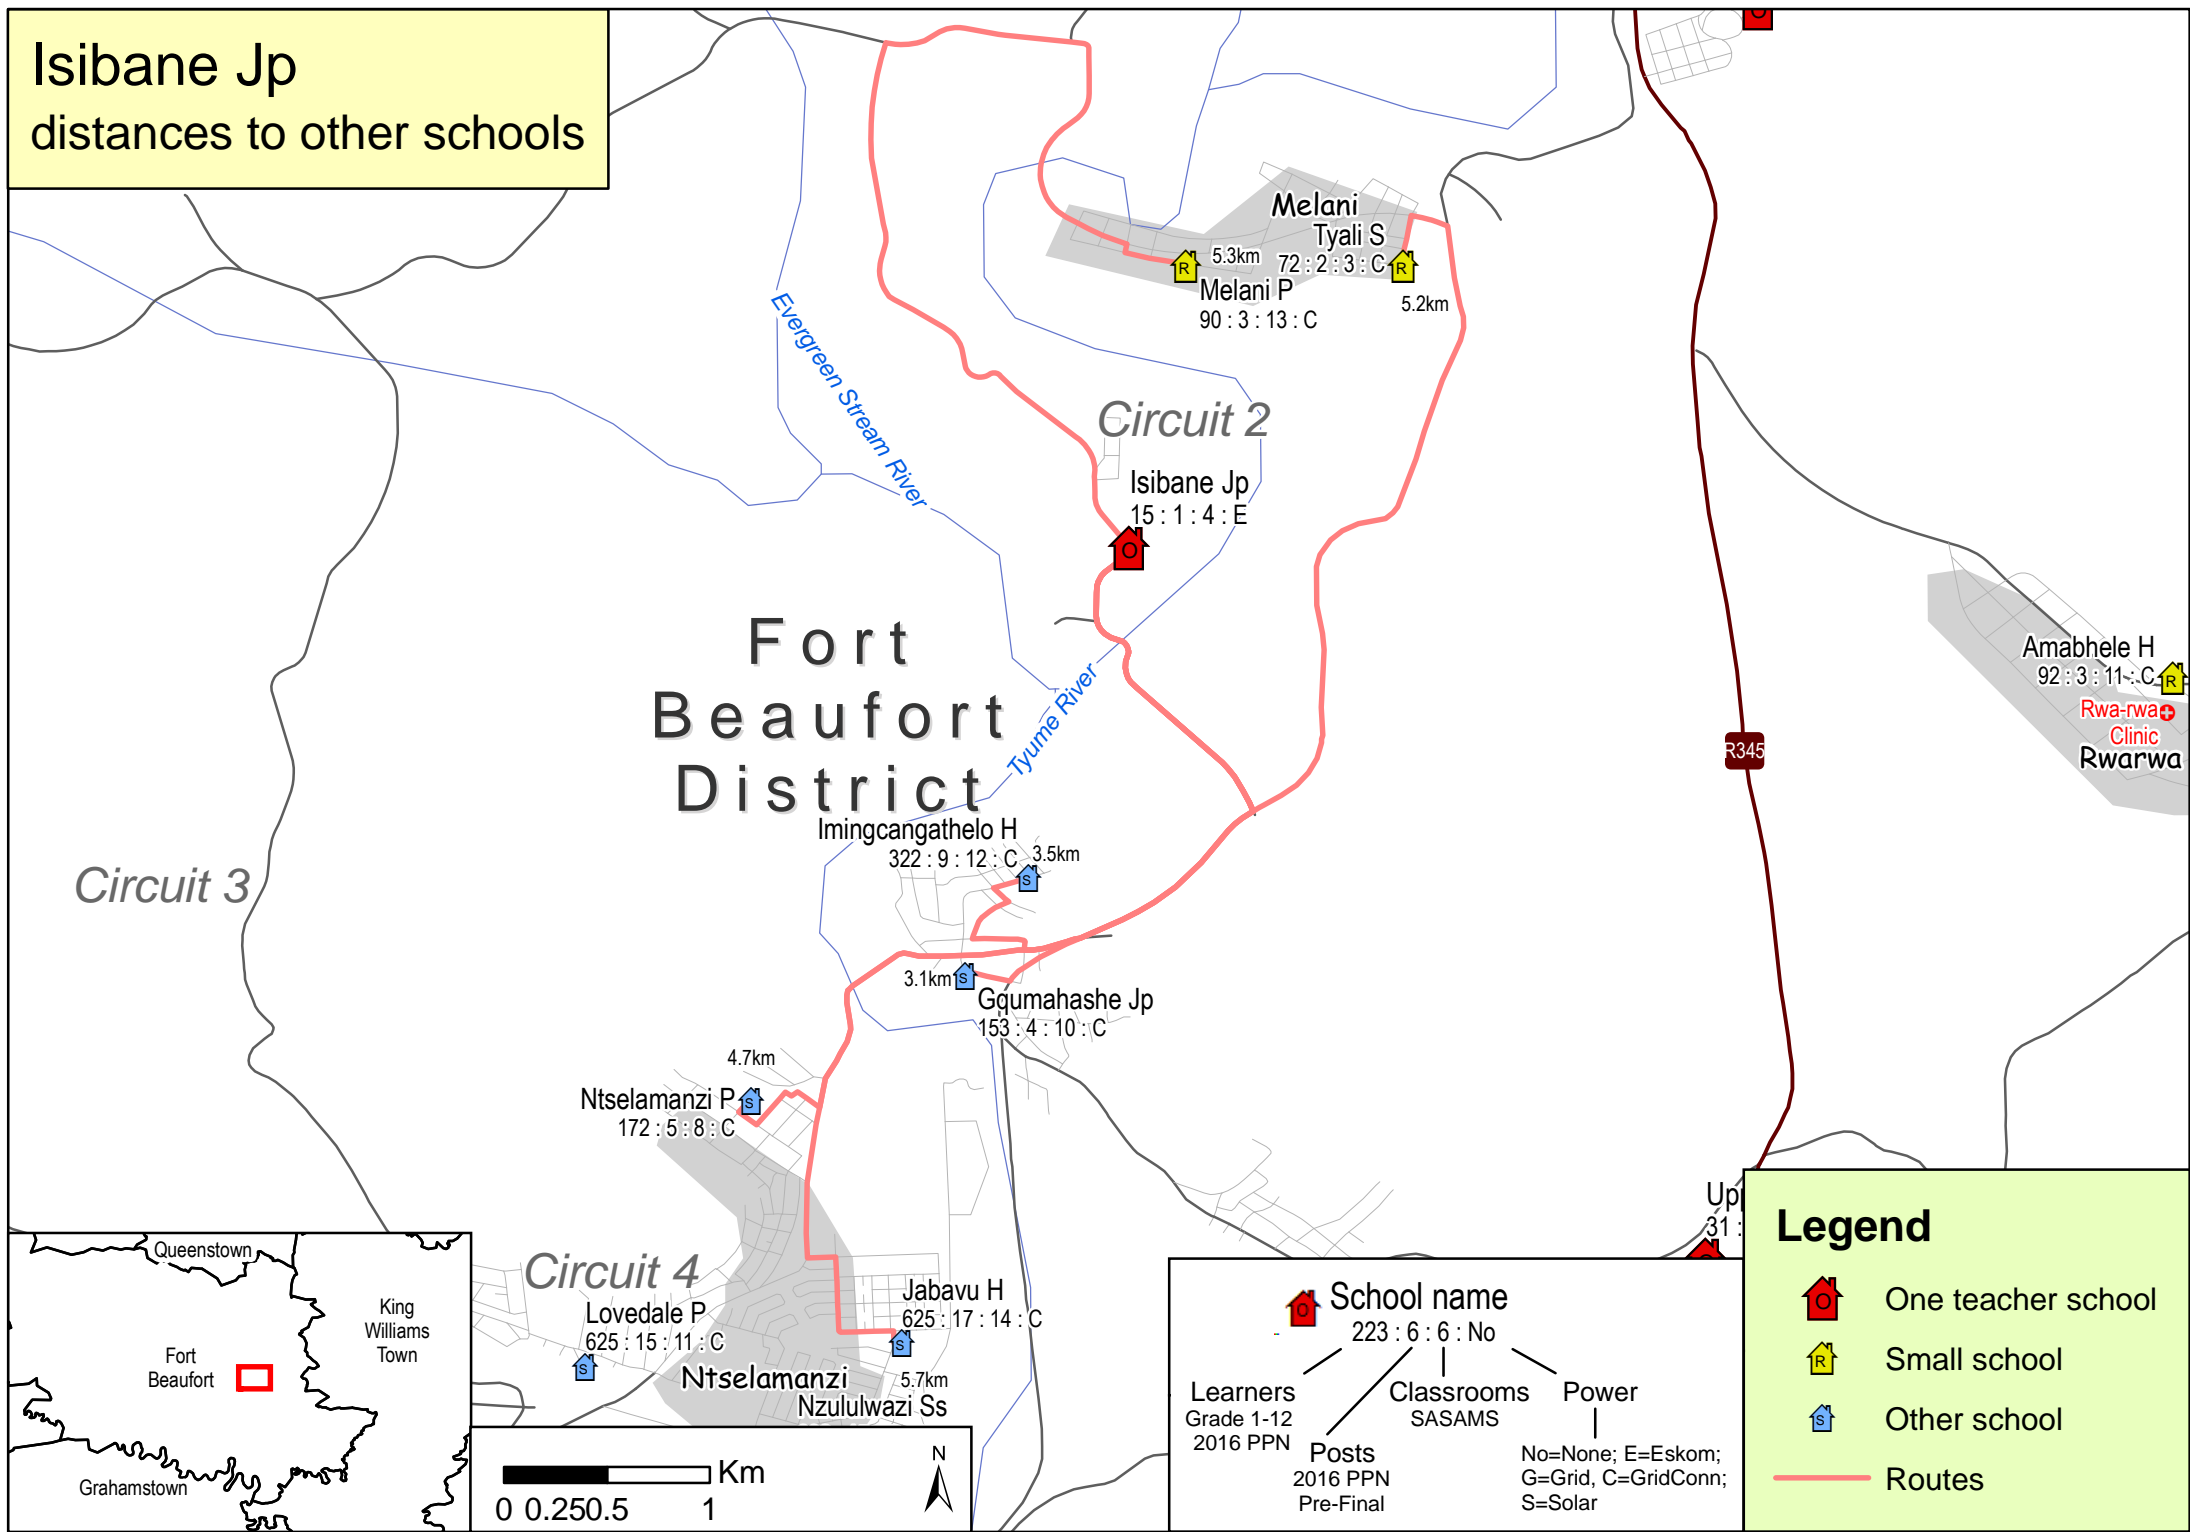 Isibane Jp
distances to other schools
O
Melani
Tyali S
72 : 2 : 3 : C
R
5.2km
R
5.3km
Melani P
90 : 3 : 13 : C
Evergreen Stream River
Circuit 2
Isibane Jp
15 : 1 : 4 : E
O
Fort
Beaufort
District
Tyume River
Amabhele H
92 : 3 : 11 : C
R
Rwa-rwa
Clinic
Rwarwa
R345
Imingcangathelo H
322 : 9 : 12 : C
3.5km
S
Circuit 3
3.1km
S
Gqumahashe Jp
153 : 4 : 10 : C
4.7km
Ntselamanzi P
S
172 : 5 : 8 : C
Circuit 4
Lovedale P
625 : 15 : 11 : C
S
Jabavu H
625 : 17 : 14 : C
S
5.7km
Ntselamanzi
Nzululwazi Ss
Upp
31 :
Queenstown
King
Williams
Town
Fort
Beaufort
Grahamstown
Km
0 0.25 0.5 1
N
O
School name
223 : 6 : 6 : No
Learners
Grade 1-12
2016 PPN
Posts
2016 PPN
Pre-Final
Classrooms
SASAMS
Power
No=None; E=Eskom;
G=Grid, C=GridConn;
S=Solar
Legend
O One teacher school
R Small school
S Other school
Routes